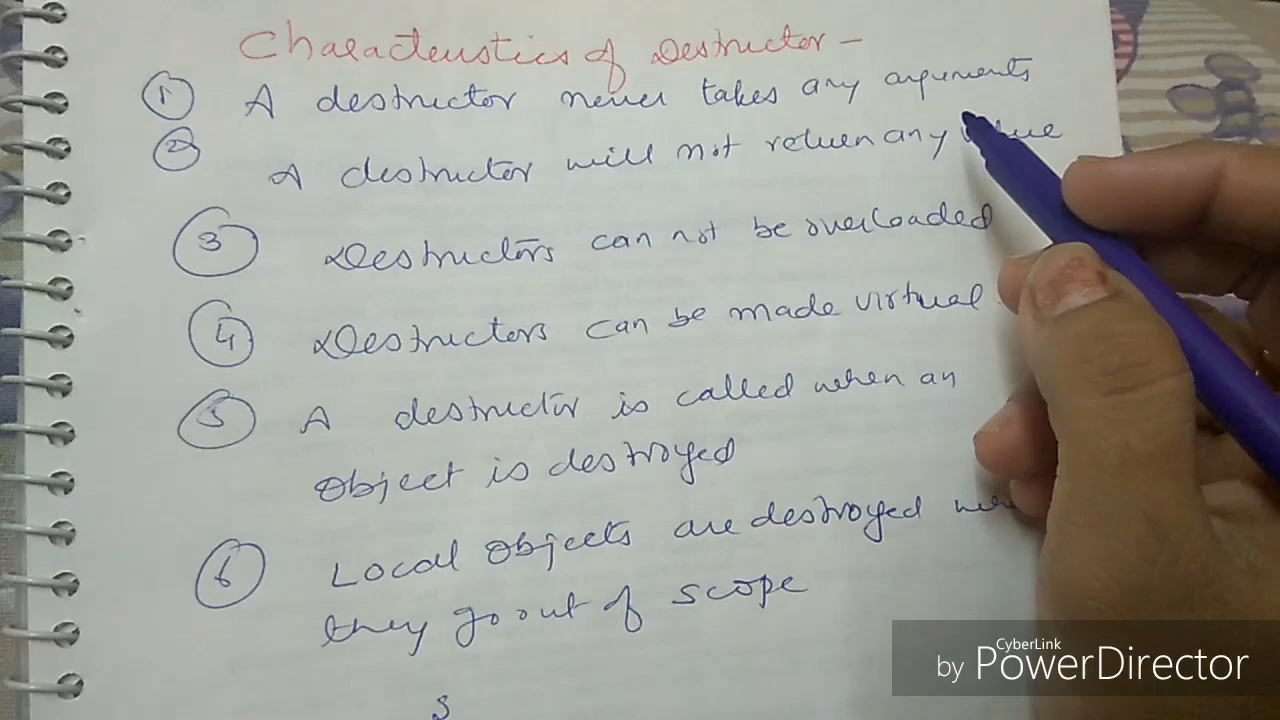 Characteristics of Destructor -
① A destructor never takes any arguments
② A destructor will not return any
③ Destructors can not be overloaded
④ Destructors can be made virtual
⑤ A destructor is called when an
object is destroyed
⑥ Local objects are destroyed
they go out of scope
CyberLink
by PowerDirector